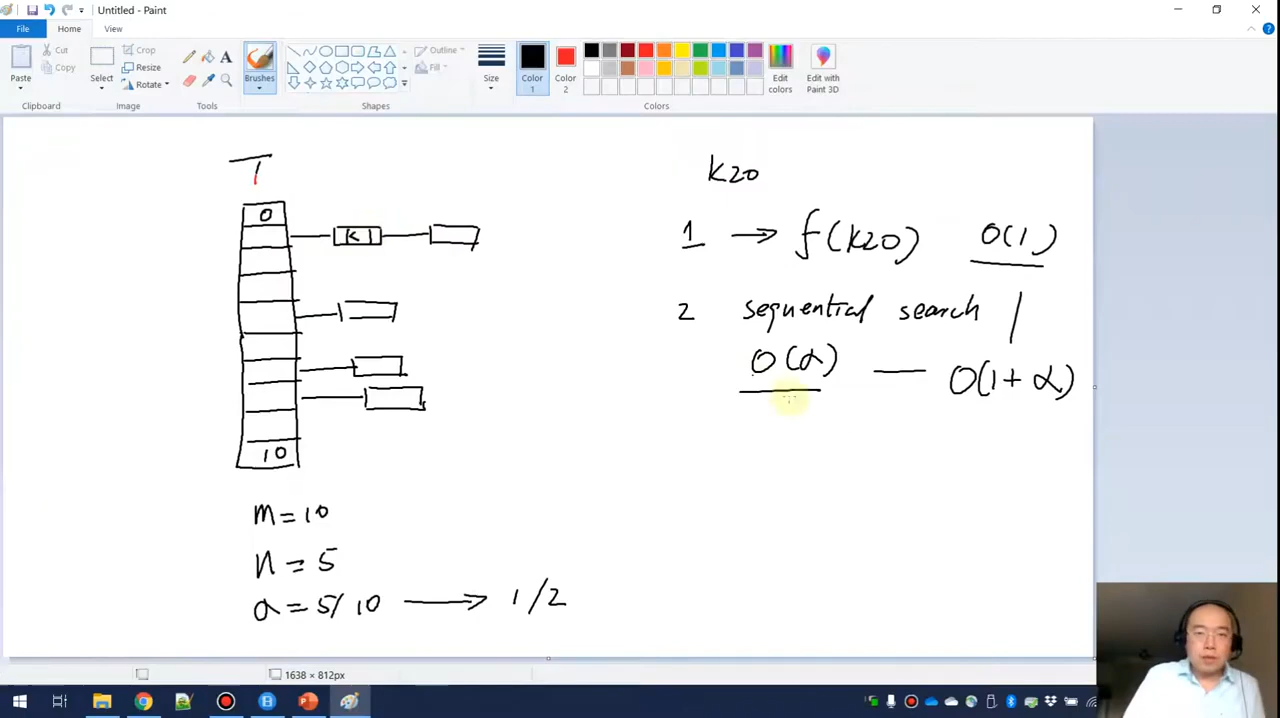 Untitled - Paint
File
Home
View
Paste
Cut
Copy
Clipboard
Select
Crop
Resize
Rotate
Image
Tools
Brushes
Shapes
Outline
Fill
Size
Color 1
Color 2
Edit colors
Colors
Edit with Paint 3D
T
0
K1
10
m=10
n=5
α=5/10 → 1/2
K20
1 → f(K20) O(1)
2 sequential search
O(α) — O(1+α)
1638 × 812px